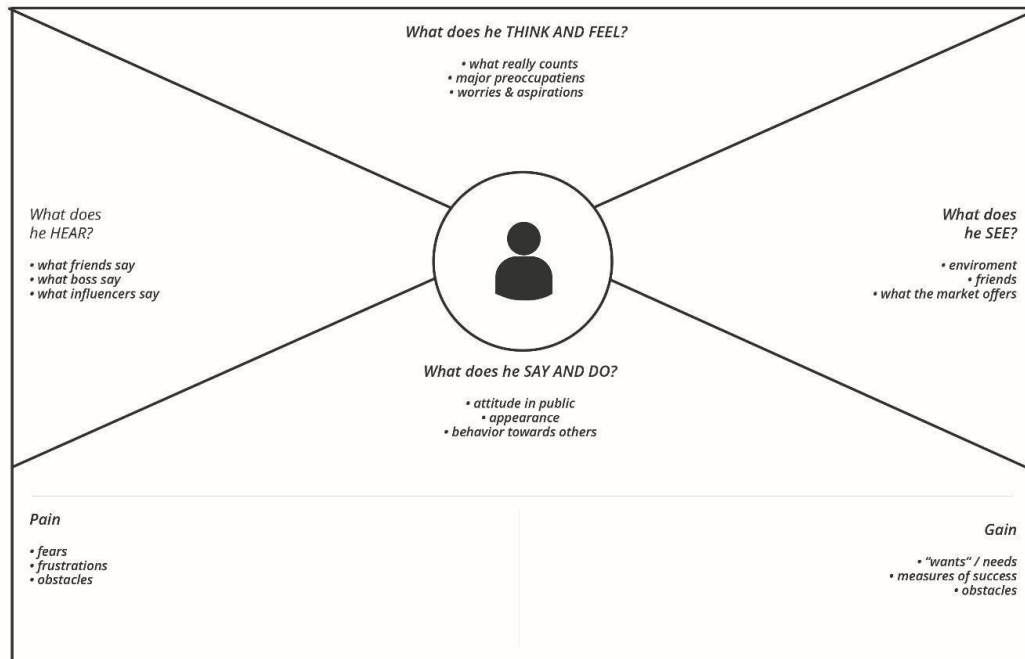 What does he THINK AND FEEL?
• what really counts
• major preoccupatiens
• worries & aspirations
What does
he HEAR?
• what friends say
• what boss say
• what influencers say
What does
he SEE?
• enviroment
• friends
• what the market offers
What does he SAY AND DO?
• attitude in public
• appearance
• behavior towards others
Pain
• fears
• frustrations
• obstacles
Gain
• “wants” / needs
• measures of success
• obstacles